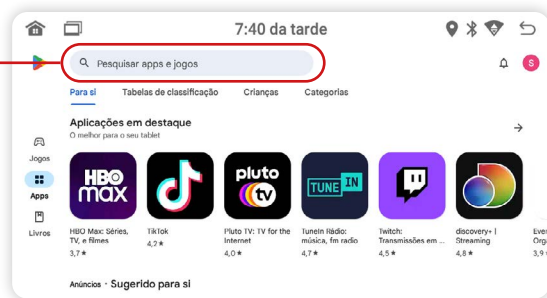 7:40 da tarde
Pesquisar apps e jogos
S
Para si Tabelas de classificação Crianças Categorias
Aplicações em destaque
O melhor para o seu tablet
Jogos
Apps
Livros
HBO max
TUNE IN
pluto tv
HBO Max: Séries, TV, e filmes
3,7★
TikTok
4,2★
Pluto TV: TV for the Internet
4,0★
TuneIn Rádio: música, fm radio
4,7★
Twitch: Transmissões em ...
4,5★
discovery+ | Streaming
4,8★
3,9
Anúncios · Sugerido para si